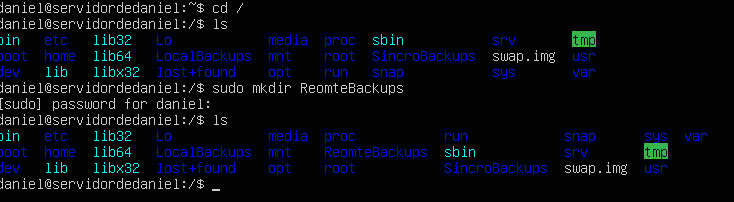 daniel@servidordedaniel:~$ cd /
daniel@servidordedaniel:/$ ls
bin etc lib32 Lo media proc sbin srv tmp
boot home lib64 LocalBackups mnt root SincroBackups swap.img usr
dev lib libx32 lost+found opt run snap sys var
daniel@servidordedaniel:/$ sudo mkdir ReomteBackups
[sudo] password for daniel:
daniel@servidordedaniel:/$ ls
bin etc lib32 Lo media proc run snap sys var
boot home lib64 LocalBackups mnt ReomteBackups sbin srv tmp
dev lib libx32 lost+found opt root SincroBackups swap.img usr
daniel@servidordedaniel:/$ _